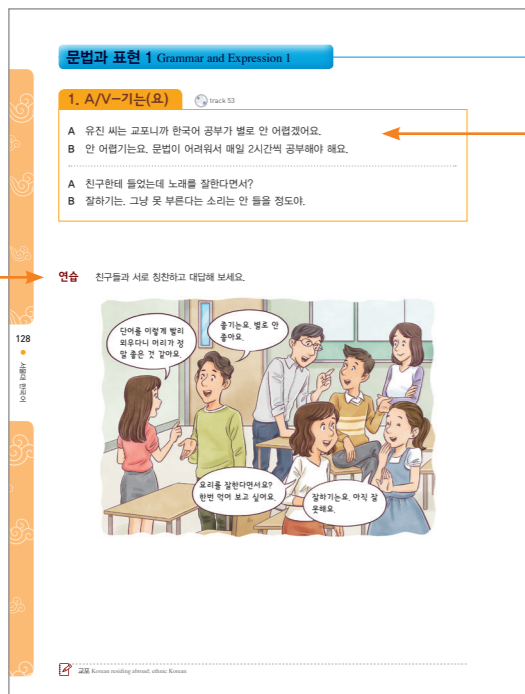 문법과 표현 1 Grammar and Expression 1
1. A/V-기는(요) track 53
A 유진 씨는 교포니까 한국어 공부가 별로 안 어렵겠어요.
B 안 어렵기는요. 문법이 어려워서 매일 2시간씩 공부해야 해요.
A 친구한테 들었는데 노래를 잘한다면서?
B 잘하기는. 그냥 못 부른다는 소리는 안 들을 정도야.
연습 친구들과 서로 칭찬하고 대답해 보세요.
단어를 이렇게 빨리
외우다니 머리가 정
말 좋은 것 같아요.
좋기는요. 별로 안
좋아요.
요리를 잘한다면서요?
한번 먹어 보고 싶어요.
잘하기는요. 아직 잘
못해요.
128
서울대 한국어
교포 Korean residing abroad, ethnic Korean